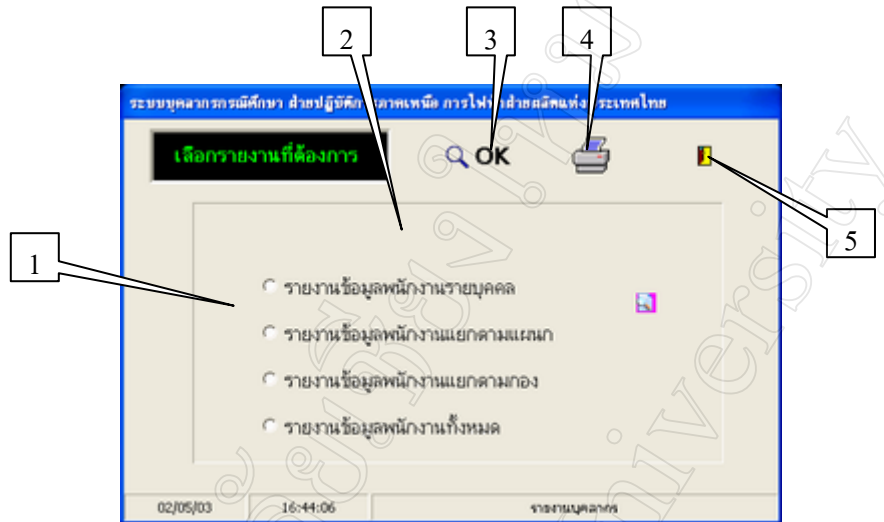 2 3 4
ระบบบุคลากรกรณีศึกษา ฝ่ายปฏิบัติการภาคเหนือ การไฟฟ้าฝ่ายผลิตแห่งประเทศไทย
เลือกรายงานที่ต้องการ OK
5
1
รายงานข้อมูลพนักงานรายบุคคล
รายงานข้อมูลพนักงานแยกตามแผนก
รายงานข้อมูลพนักงานแยกตามกอง
รายงานข้อมูลพนักงานทั้งหมด
02/05/03 16:44:06 รายงานบุคลากร
University